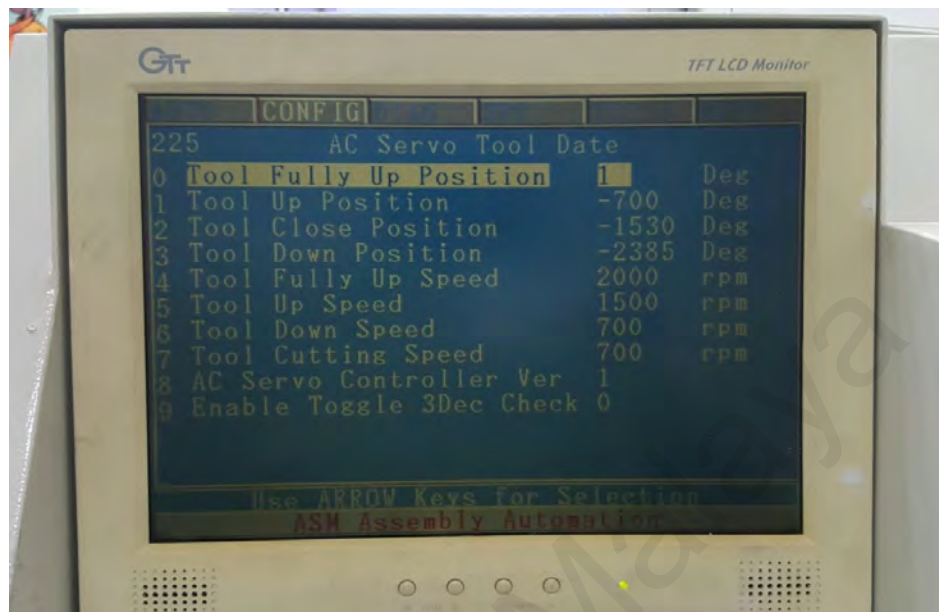 GTT
TFT LCD Monitor
CONFIG
225 AC Servo Tool Date
0 Tool Fully Up Position 1 Deg
1 Tool Up Position -700 Deg
2 Tool Close Position -1530 Deg
3 Tool Down Position -2385 Deg
4 Tool Fully Up Speed 2000 rpm
5 Tool Up Speed 1500 rpm
6 Tool Down Speed 700 rpm
7 Tool Cutting Speed 700 rpm
8 AC Servo Controller Ver 1
9 Enable Toggle 3Dec Check 0
Use ARROW Keys for Selection
ASM Assembly Automation
Malaya